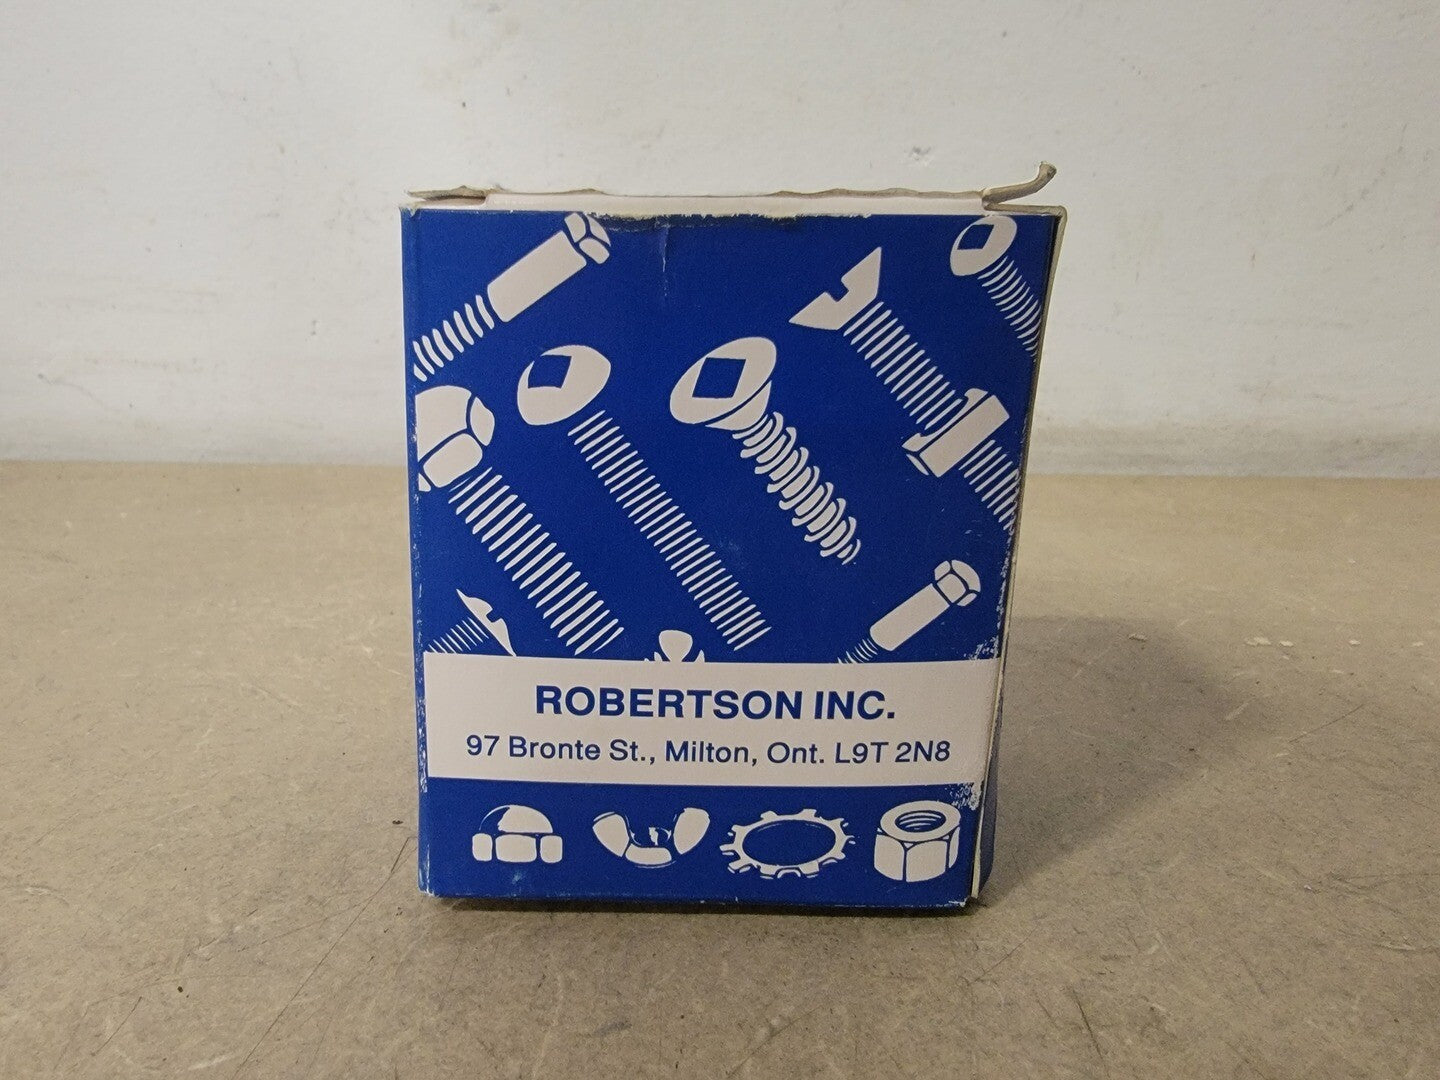 ROBERTSON INC.
97 Bronte St., Milton, Ont. L9T 2N8